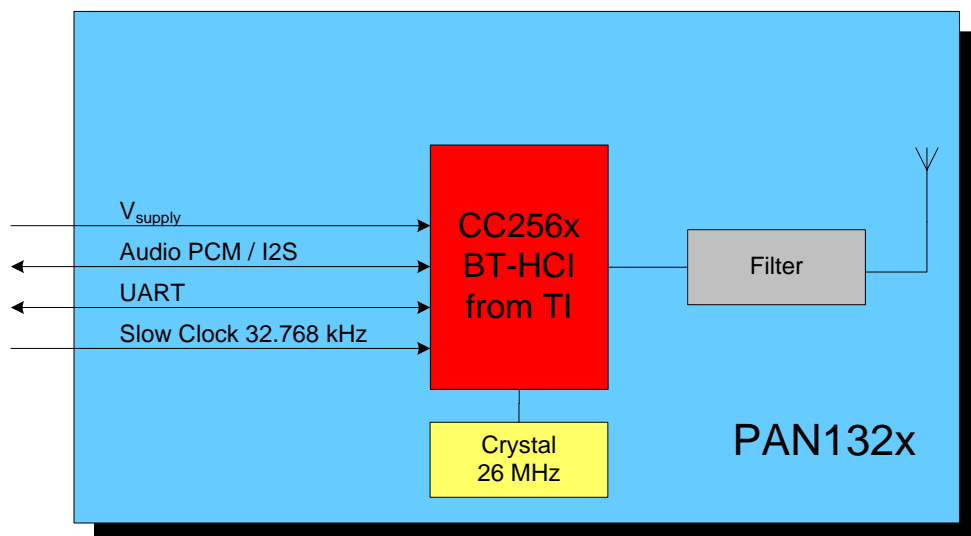 V_supply
Audio PCM / I2S
UART
Slow Clock 32.768 kHz
CC256x
BT-HCI
from TI
Filter
Crystal
26 MHz
PAN132x